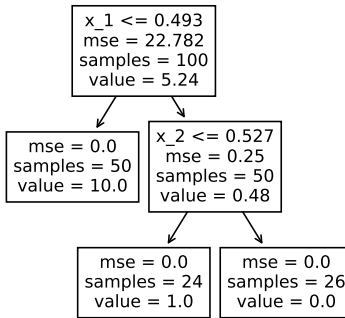 x_1 <= 0.493
mse = 22.782
samples = 100
value = 5.24
mse = 0.0
samples = 50
value = 10.0
x_2 <= 0.527
mse = 0.25
samples = 50
value = 0.48
mse = 0.0
samples = 24
value = 1.0
mse = 0.0
samples = 26
value = 0.0